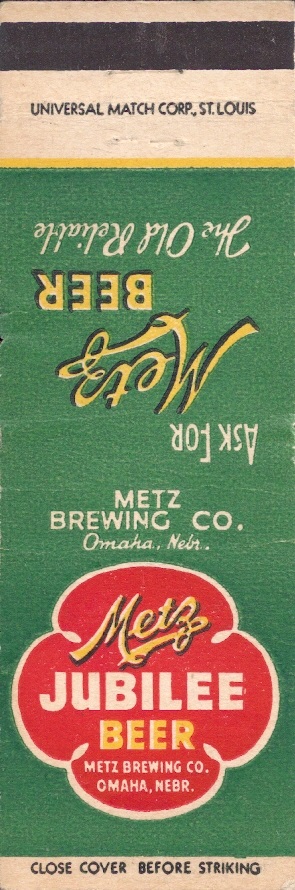 UNIVERSAL MATCH CORP., ST. LOUIS
ASK FOR
Metz
BEER
The Old Reliable
METZ
BREWING CO.
Omaha, Nebr.
Metz
JUBILEE
BEER
METZ BREWING CO.
OMAHA, NEBR.
CLOSE COVER BEFORE STRIKING